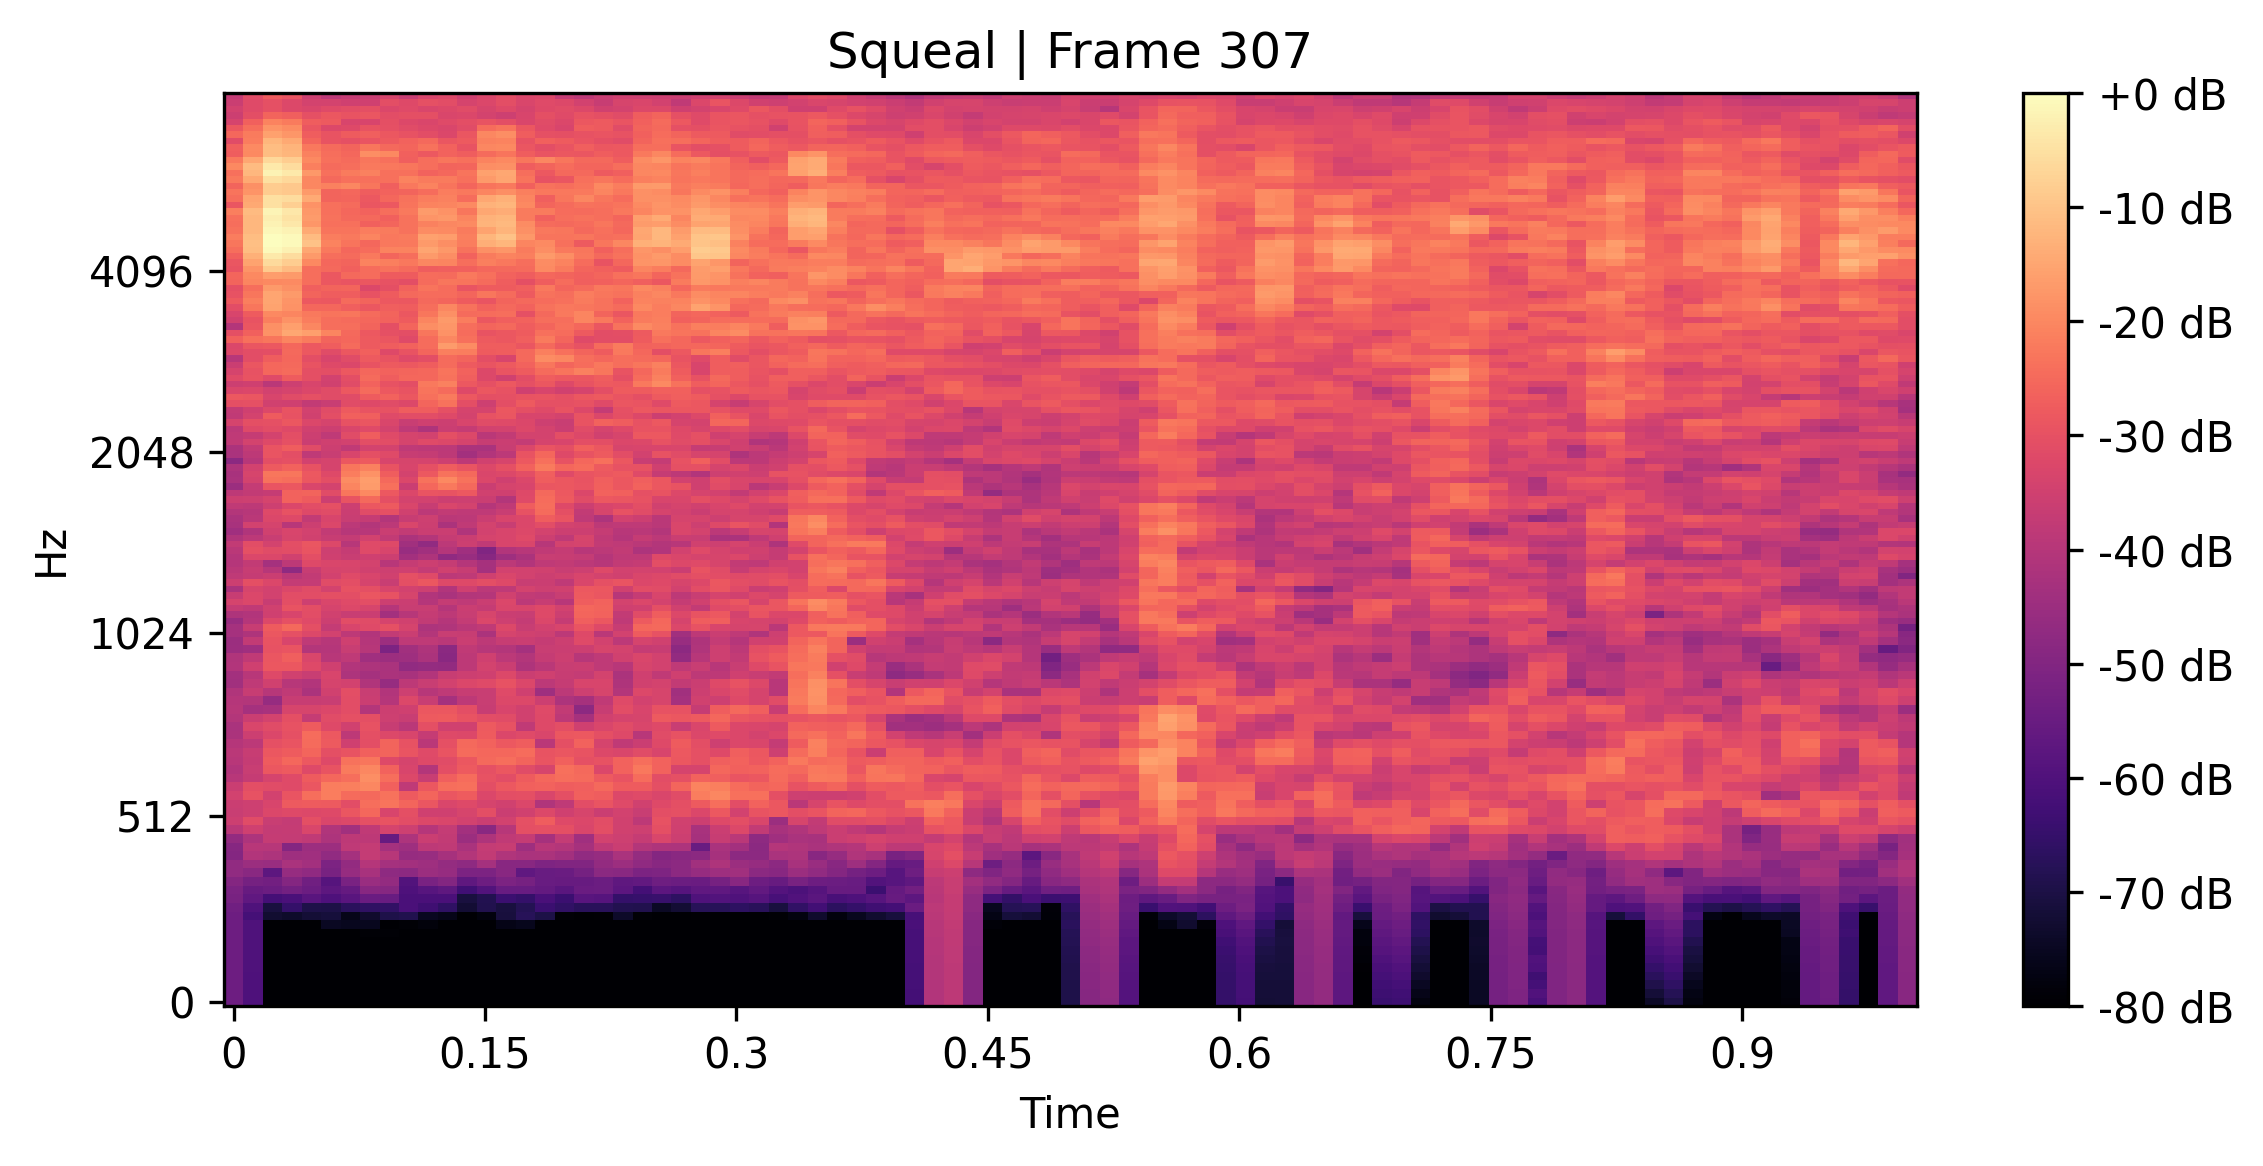 Squeal | Frame 307
+0 dB
-10 dB
-20 dB
-30 dB
-40 dB
-50 dB
-60 dB
-70 dB
-80 dB
Hz
4096
2048
1024
512
0
0 0.15 0.3 0.45 0.6 0.75 0.9
Time